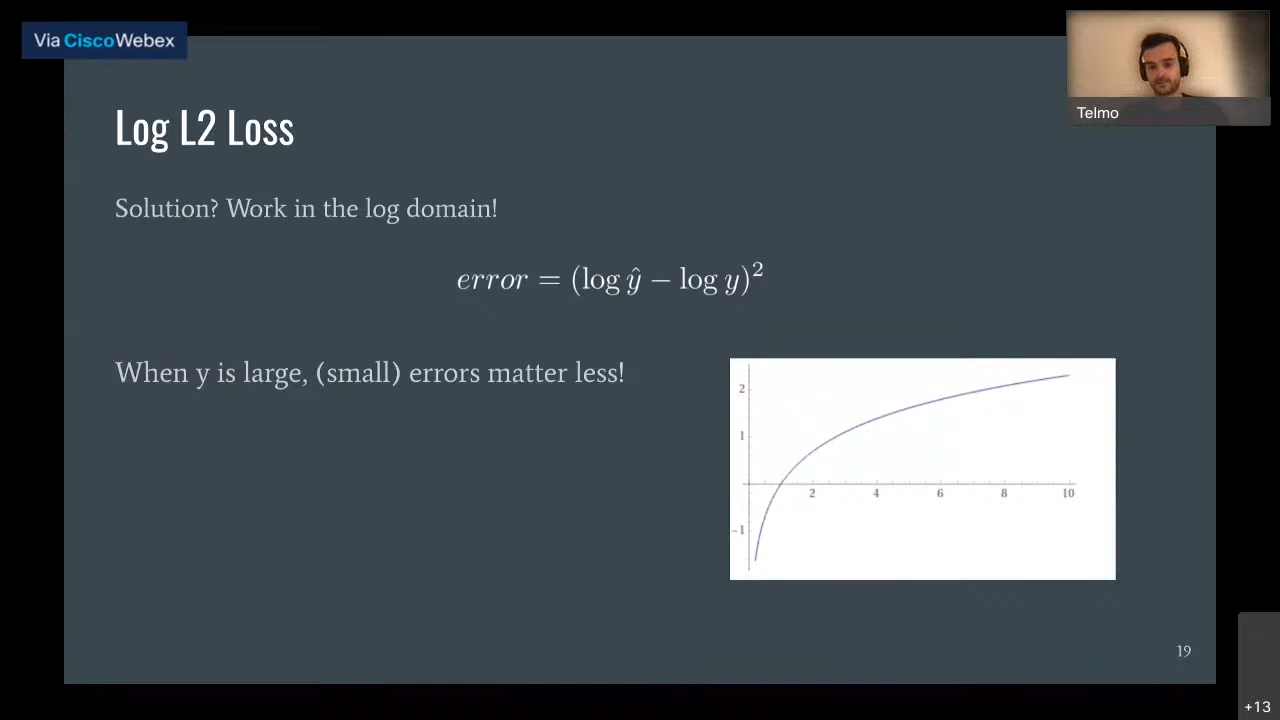 Via CiscoWebex
Telmo
Log L2 Loss
Solution? Work in the log domain!
error = (log ŷ − log y)²
When y is large, (small) errors matter less!
2
1
-1
2 4 6 8 10
19
+13